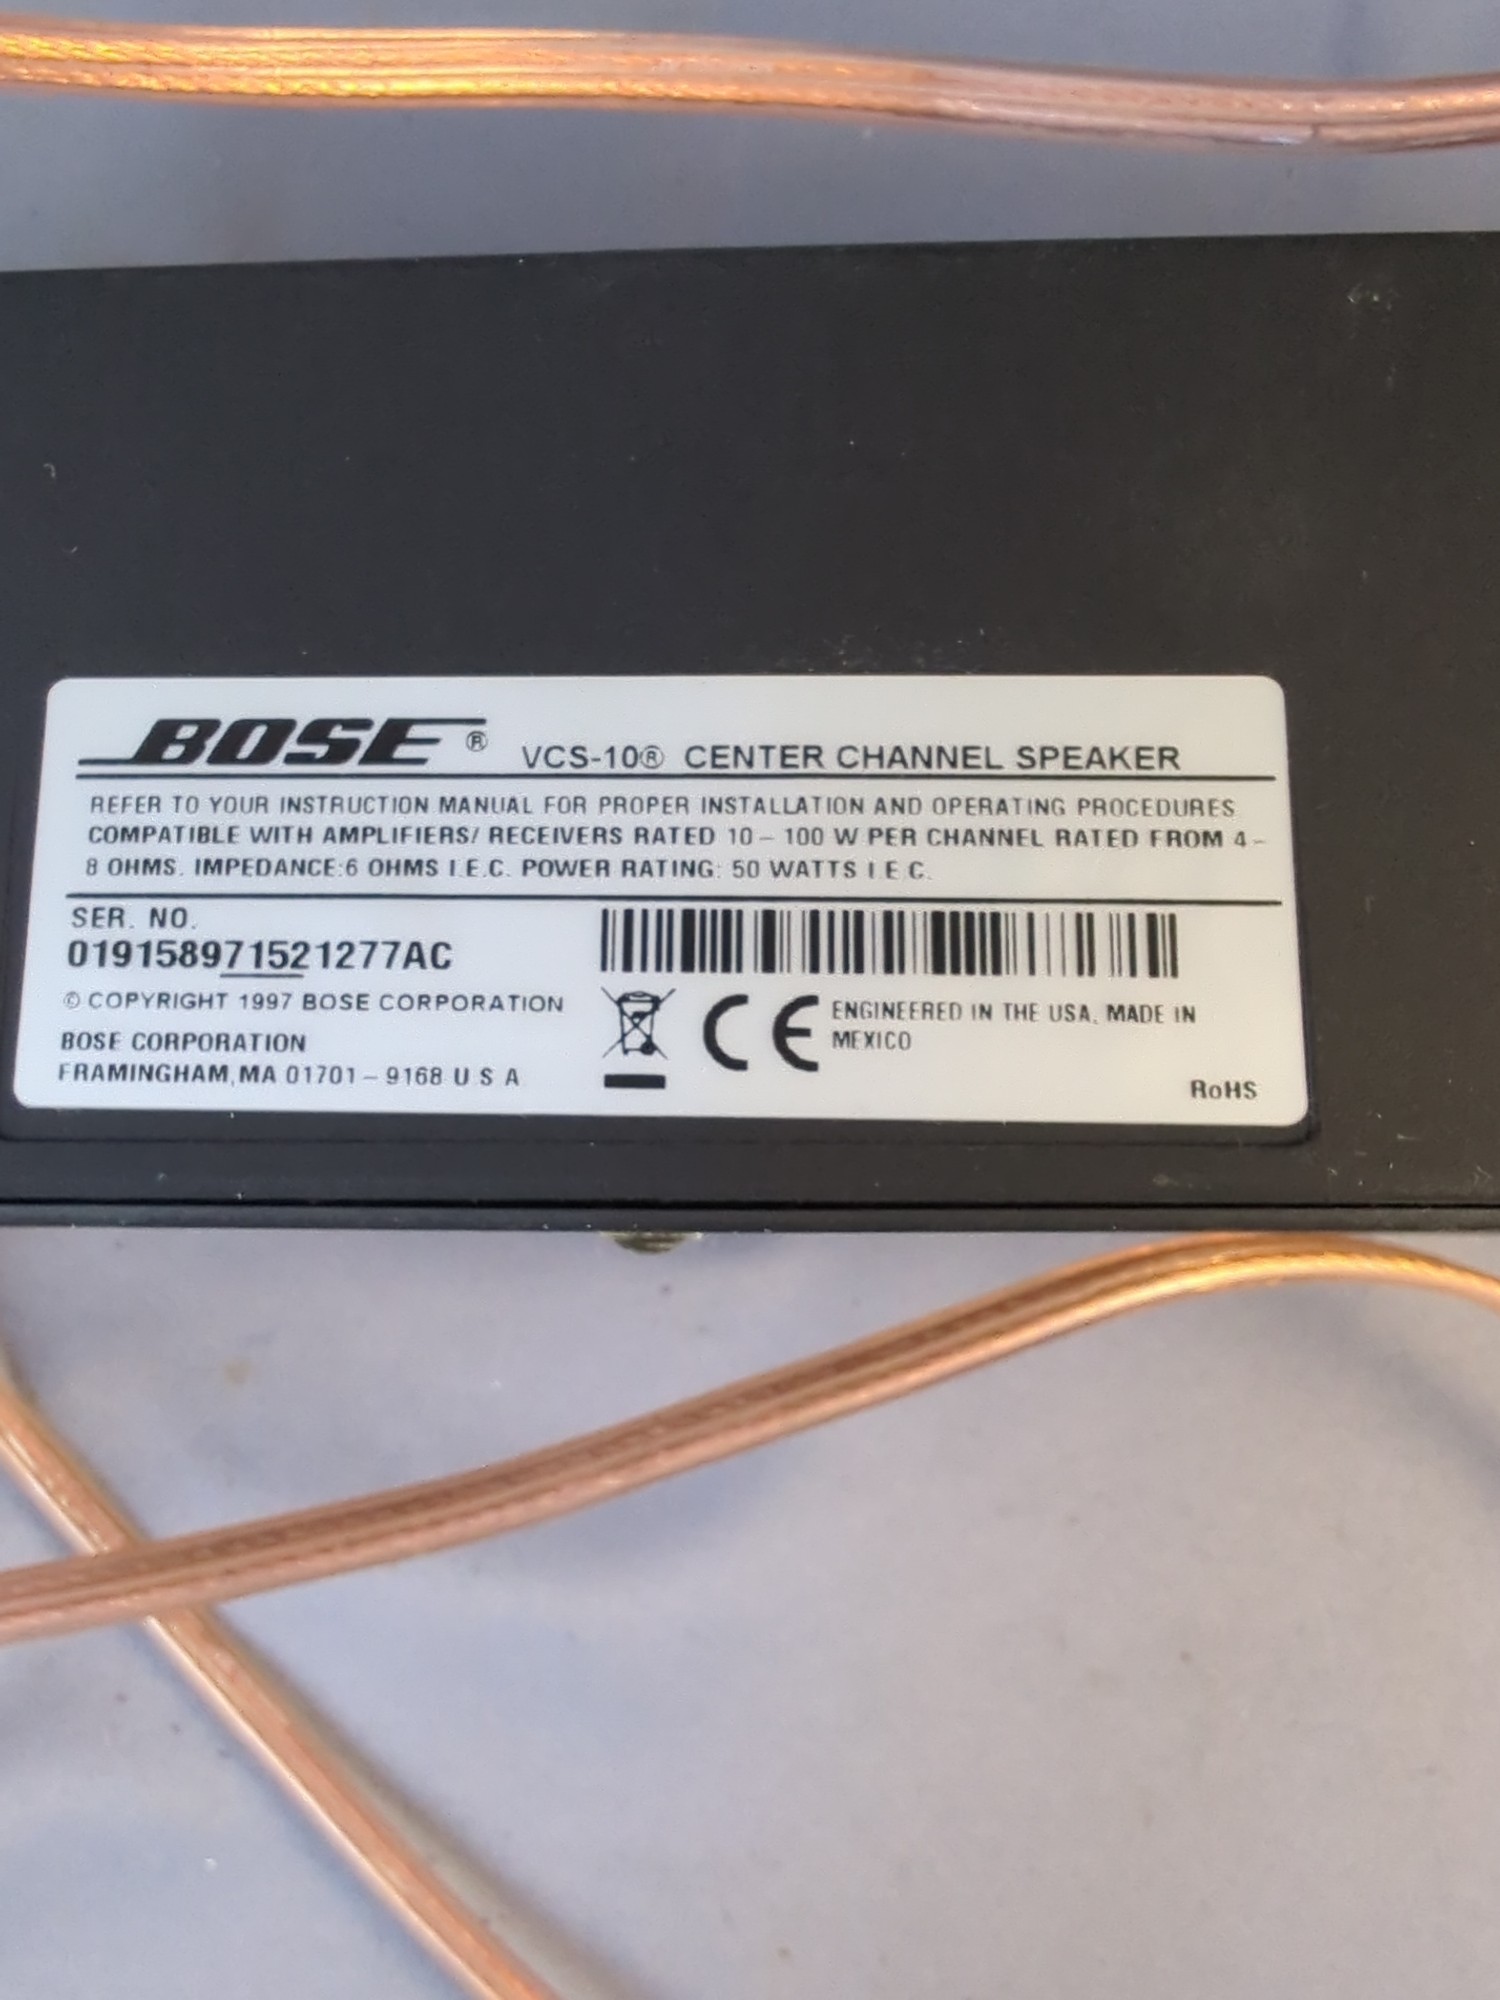 BOSE® VCS-10® CENTER CHANNEL SPEAKER
REFER TO YOUR INSTRUCTION MANUAL FOR PROPER INSTALLATION AND OPERATING PROCEDURES
COMPATIBLE WITH AMPLIFIERS/ RECEIVERS RATED 10 – 100 W PER CHANNEL RATED FROM 4 –
8 OHMS. IMPEDANCE:6 OHMS I.E.C. POWER RATING: 50 WATTS I.E.C.
SER. NO.
019158971521277AC
© COPYRIGHT 1997 BOSE CORPORATION
BOSE CORPORATION
FRAMINGHAM, MA 01701 – 9168 U S A
CE
ENGINEERED IN THE USA. MADE IN
MEXICO
RoHS